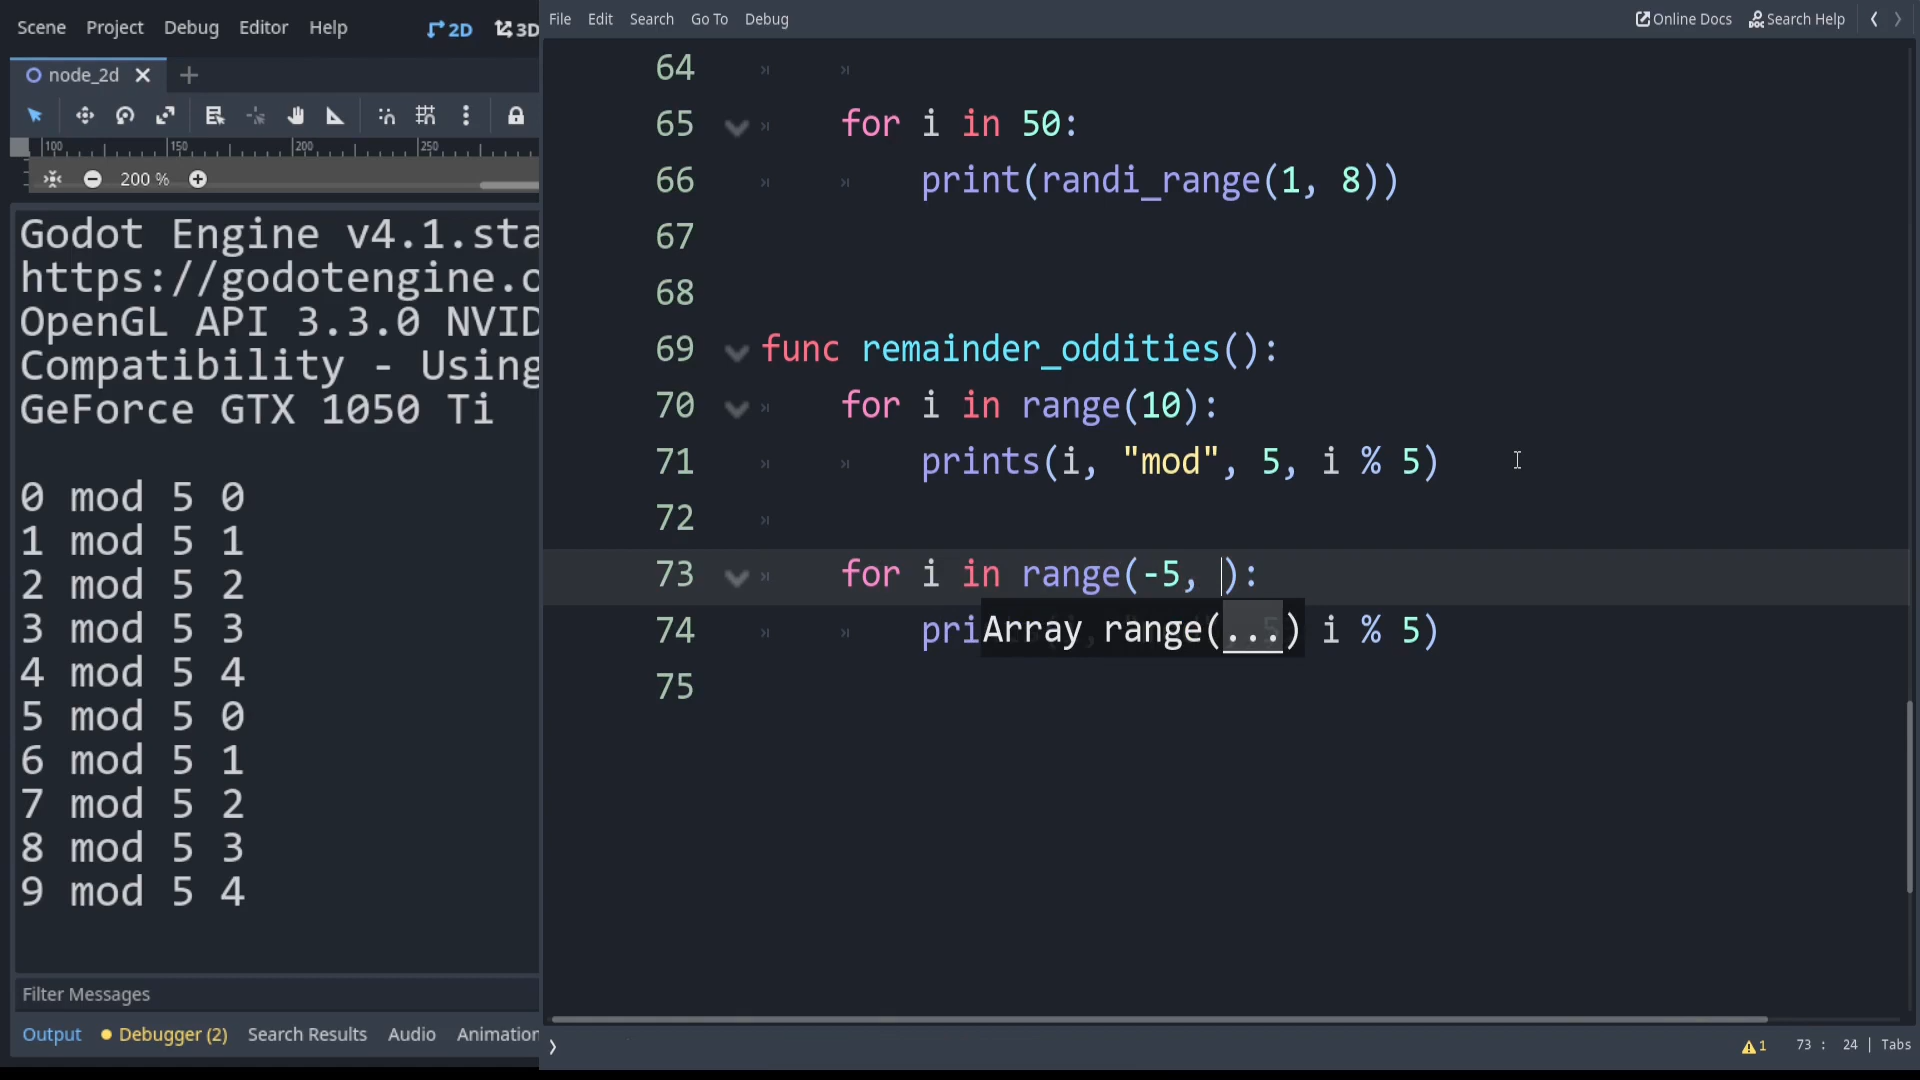 Scene Project Debug Editor Help 2D 3D
node_2d
100 150 200 250
200 %
Godot Engine v4.1.sta
https://godotengine.o
OpenGL API 3.3.0 NVID
Compatibility - Using
GeForce GTX 1050 Ti
0 mod 5 0
1 mod 5 1
2 mod 5 2
3 mod 5 3
4 mod 5 4
5 mod 5 0
6 mod 5 1
7 mod 5 2
8 mod 5 3
9 mod 5 4
Filter Messages
Output Debugger (2) Search Results Audio Animation
File Edit Search Go To Debug Online Docs Search Help
64
65 for i in 50:
66 print(randi_range(1, 8))
67
68
69 func remainder_oddities():
70 for i in range(10):
71 prints(i, "mod", 5, i % 5)
72
73 for i in range(-5, ):
74 pri i % 5)
Array range(...)
75
1 73 : 24 | Tabs